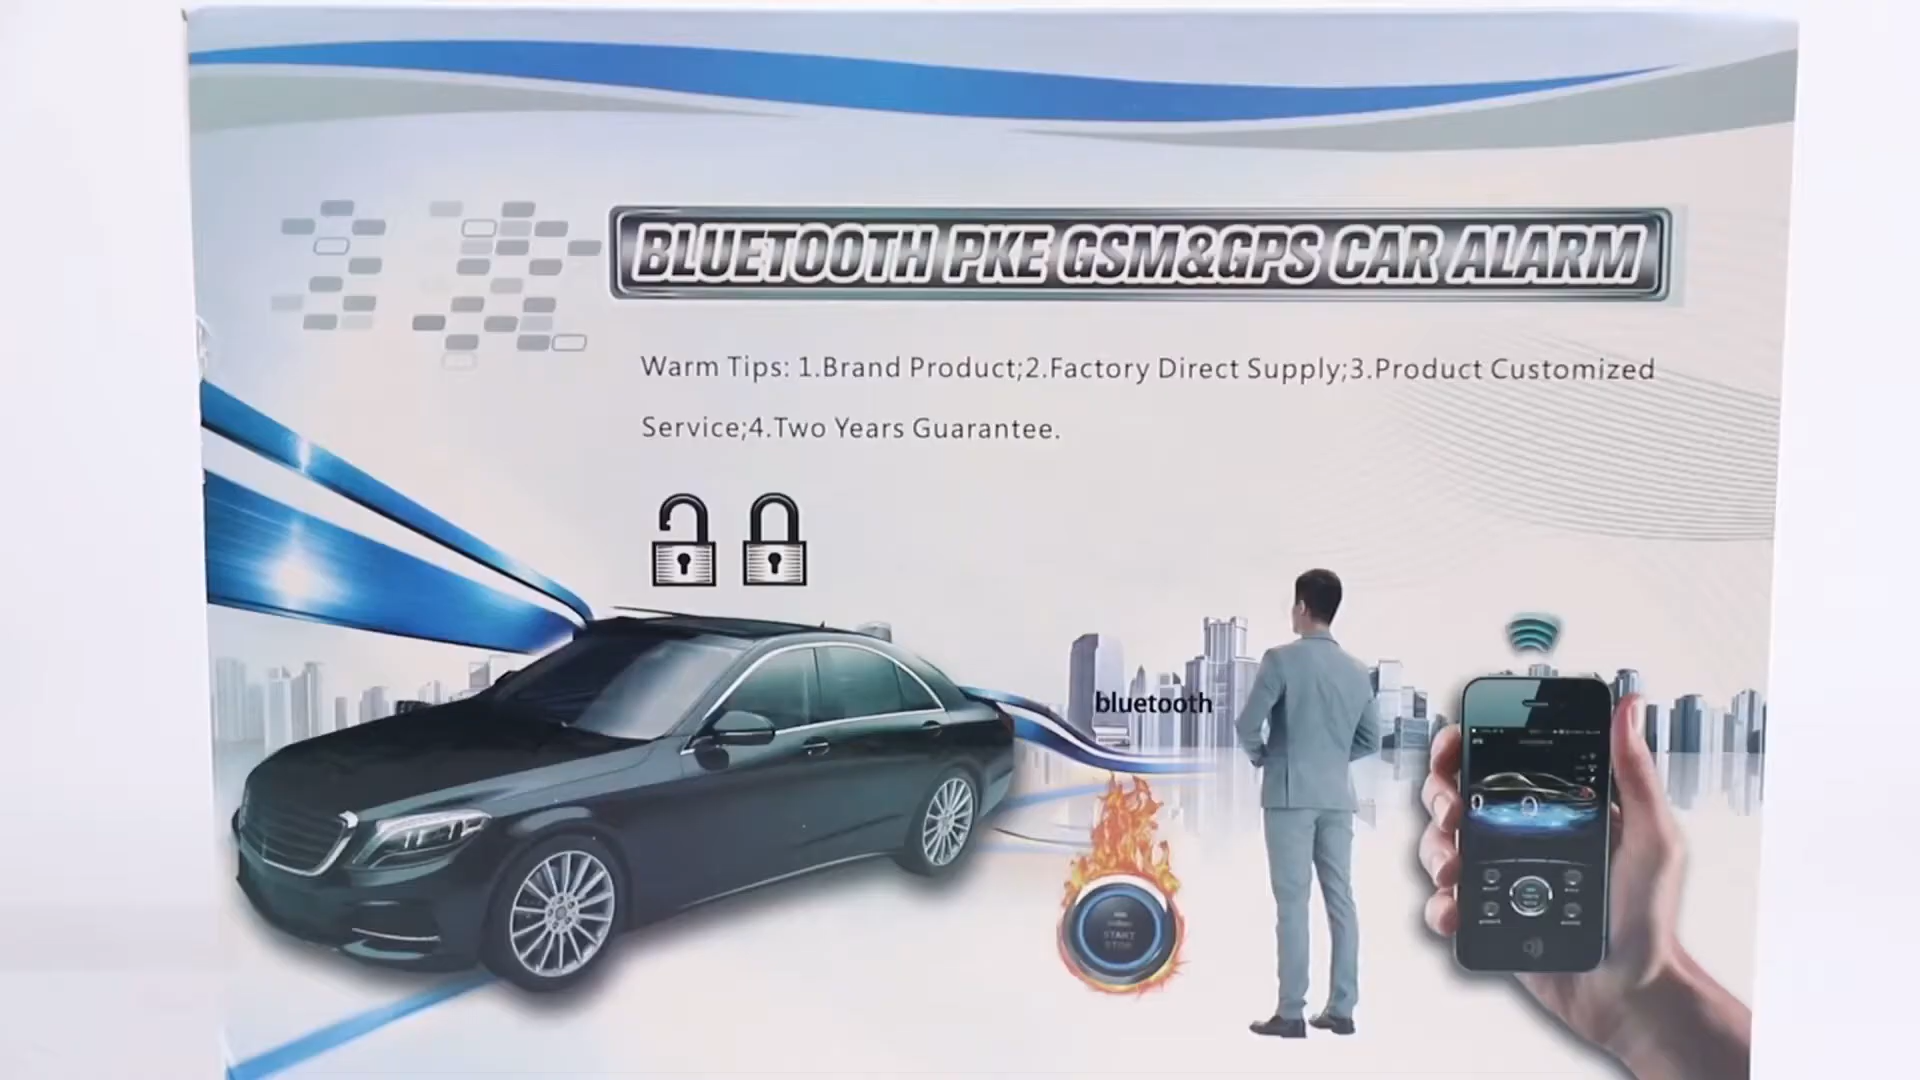 BLUETOOTH PKE GSM&GPS CAR ALARM
Warm Tips: 1.Brand Product;2.Factory Direct Supply;3.Product Customized
Service;4.Two Years Guarantee.
bluetooth
START
STOP